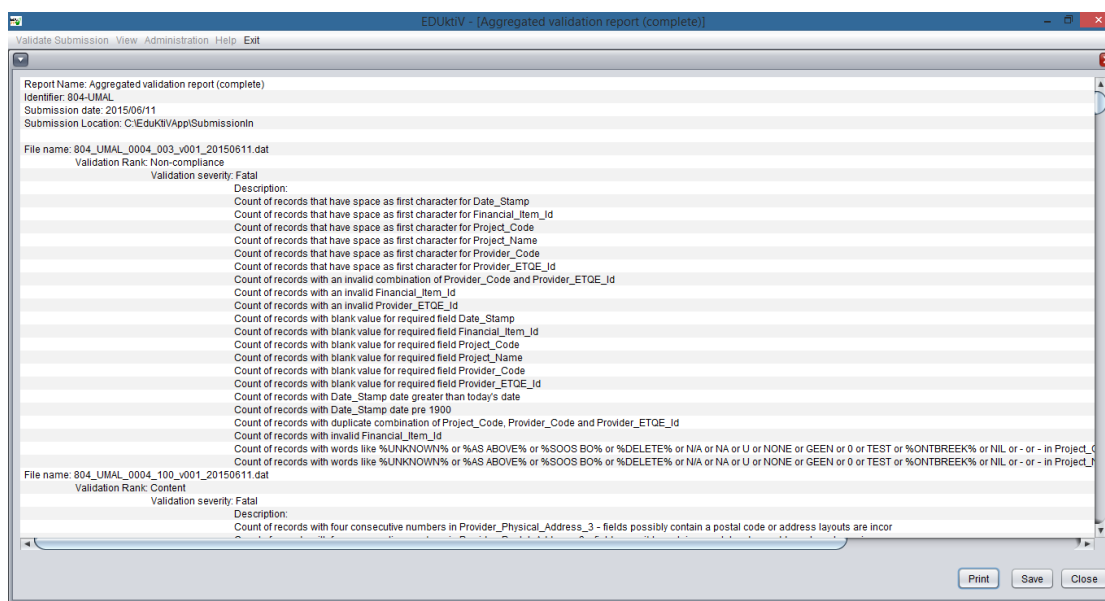 EDUktiV - [Aggregated validation report (complete)]
Validate Submission View Administration Help Exit
Report Name: Aggregated validation report (complete)
Identifier: 804-UMAL
Submission date: 2015/06/11
Submission Location: C:\EduKtiVApp\SubmissionIn
File name: 804_UMAL_0004_003_v001_20150611.dat
Validation Rank: Non-compliance
Validation severity: Fatal
Description:
Count of records that have space as first character for Date_Stamp
Count of records that have space as first character for Financial_Item_Id
Count of records that have space as first character for Project_Code
Count of records that have space as first character for Project_Name
Count of records that have space as first character for Provider_Code
Count of records that have space as first character for Provider_ETQE_Id
Count of records with an invalid combination of Provider_Code and Provider_ETQE_Id
Count of records with an invalid Financial_Item_Id
Count of records with an invalid Provider_ETQE_Id
Count of records with blank value for required field Date_Stamp
Count of records with blank value for required field Financial_Item_Id
Count of records with blank value for required field Project_Code
Count of records with blank value for required field Project_Name
Count of records with blank value for required field Provider_Code
Count of records with blank value for required field Provider_ETQE_Id
Count of records with Date_Stamp date greater than today's date
Count of records with Date_Stamp date pre 1900
Count of records with duplicate combination of Project_Code, Provider_Code and Provider_ETQE_Id
Count of records with invalid Financial_Item_Id
Count of records with words like %UNKNOWN% or %AS ABOVE% or %SOOS BO% or %DELETE% or N/A or NA or U or NONE or GEEN or 0 or TEST or %ONTBREEK% or NIL or - or - in Project_
Count of records with words like %UNKNOWN% or %AS ABOVE% or %SOOS BO% or %DELETE% or N/A or NA or U or NONE or GEEN or 0 or TEST or %ONTBREEK% or NIL or - or - in Project_
File name: 804_UMAL_0004_100_v001_20150611.dat
Validation Rank: Content
Validation severity: Fatal
Description:
Count of records with four consecutive numbers in Provider_Physical_Address_3 - fields possibly contain a postal code or address layouts are incor
Print Save Close